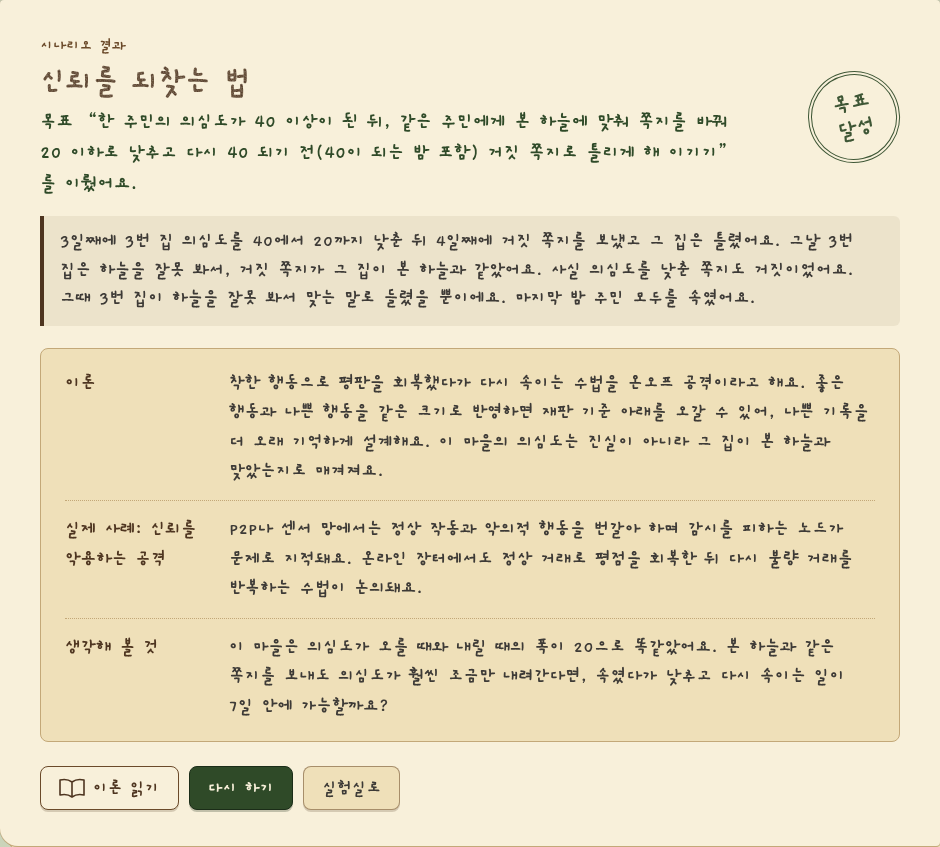 시나리오 결과
신뢰를 되찾는 법
목표 “한 주민의 의심도가 40 이상이 된 뒤, 같은 주민에게 본 하늘에 맞춰 쪽지를 바꿔
20 이하로 낮추고 다시 40 되기 전(40이 되는 밤 포함) 거짓 쪽지로 틀리게 해 이기기”
를 이뤘어요.
목표
달성
3일째에 3번 집 의심도를 40에서 20까지 낮춘 뒤 4일째에 거짓 쪽지를 보냈고 그 집은 틀렸어요. 그날 3번
집은 하늘을 잘못 봐서, 거짓 쪽지가 그 집이 본 하늘과 같았어요. 사실 의심도를 낮춘 쪽지도 거짓이었어요.
그때 3번 집이 하늘을 잘못 봐서 맞는 말로 들렸을 뿐이에요. 마지막 밤 주민 모두를 속였어요.
이론
착한 행동으로 평판을 회복했다가 다시 속이는 수법을 온오프 공격이라고 해요. 좋은
행동과 나쁜 행동을 같은 크기로 반영하면 재판 기준 아래를 오갈 수 있어, 나쁜 기록을
더 오래 기억하게 설계해요. 이 마을의 의심도는 진실이 아니라 그 집이 본 하늘과
맞았는지로 매겨져요.
실제 사례: 신뢰를
악용하는 공격
P2P나 센서 망에서는 정상 작동과 악의적 행동을 번갈아 하며 감시를 피하는 노드가
문제로 지적돼요. 온라인 장터에서도 정상 거래로 평점을 회복한 뒤 다시 불량 거래를
반복하는 수법이 논의돼요.
생각해 볼 것
이 마을은 의심도가 오를 때와 내릴 때의 폭이 20으로 똑같았어요. 본 하늘과 같은
쪽지를 보내도 의심도가 훨씬 조금만 내려간다면, 속였다가 낮추고 다시 속이는 일이
7일 안에 가능할까요?
이론 읽기
다시 하기
실험실로